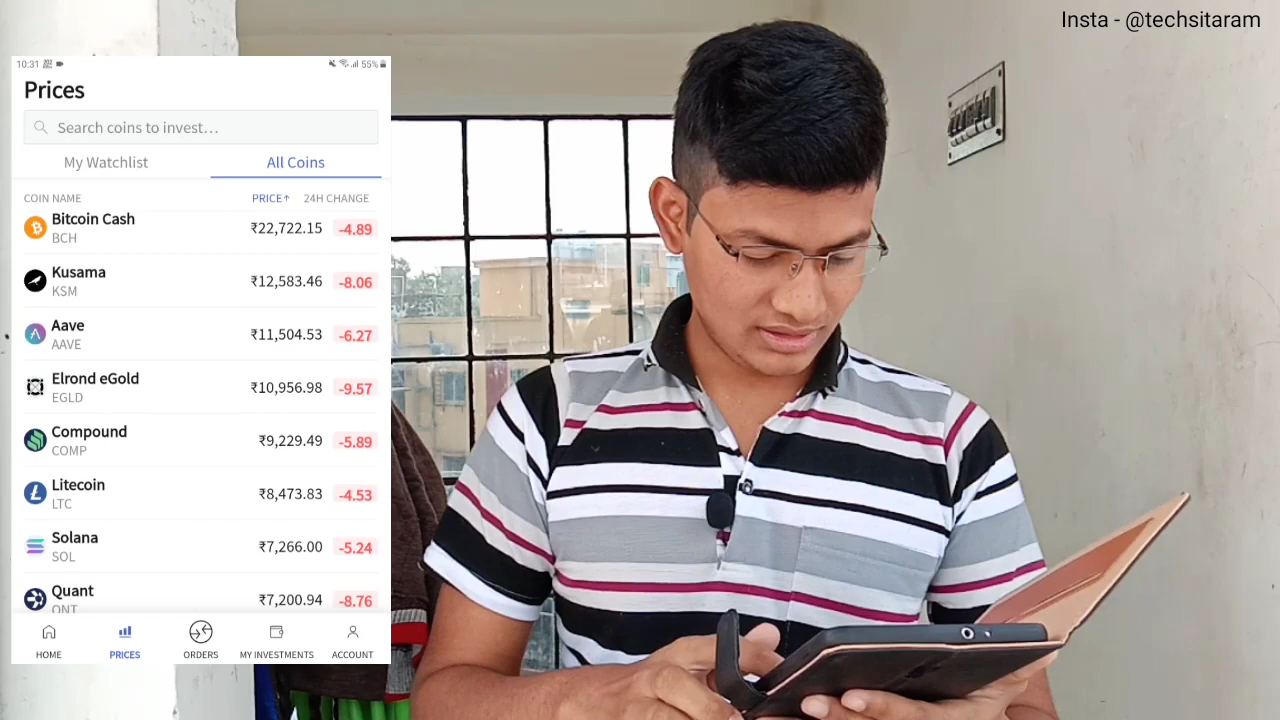 Insta - @techsitaram
10:31
55%
Prices
Search coins to invest...
My Watchlist
All Coins
COIN NAME PRICE↑ 24H CHANGE
Bitcoin Cash
BCH
₹22,722.15 -4.89
Kusama
KSM
₹12,583.46 -8.06
Aave
AAVE
₹11,504.53 -6.27
Elrond eGold
EGLD
₹10,956.98 -9.57
Compound
COMP
₹9,229.49 -5.89
Litecoin
LTC
₹8,473.83 -4.53
Solana
SOL
₹7,266.00 -5.24
Quant
QNT
₹7,200.94 -8.76
HOME PRICES ORDERS MY INVESTMENTS ACCOUNT